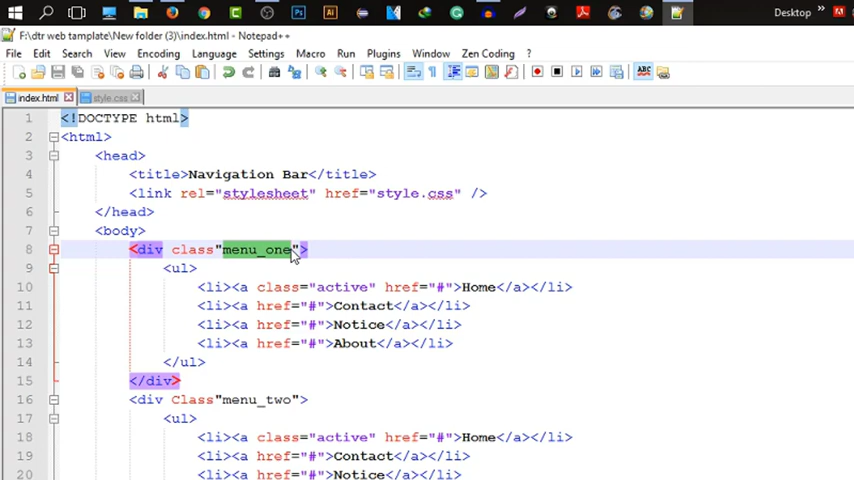 Desktop
F:\dtr web tamplate\New folder (3)\index.html - Notepad++
File Edit Search View Encoding Language Settings Macro Run Plugins Window Zen Coding ?
index.html style.css
1 <!DOCTYPE html>
2 <html>
3 <head>
4 <title>Navigation Bar</title>
5 <link rel="stylesheet" href="style.css" />
6 </head>
7 <body>
8 <div class"menu_one">
9 <ul>
10 <li><a class="active" href="#">Home</a></li>
11 <li><a href="#">Contact</a></li>
12 <li><a href="#">Notice</a></li>
13 <li><a href="#">About</a></li>
14 </ul>
15 </div>
16 <div Class"menu_two">
17 <ul>
18 <li><a class="active" href="#">Home</a></li>
19 <li><a href="#">Contact</a></li>
20 <li><a href="#">Notice</a></li>